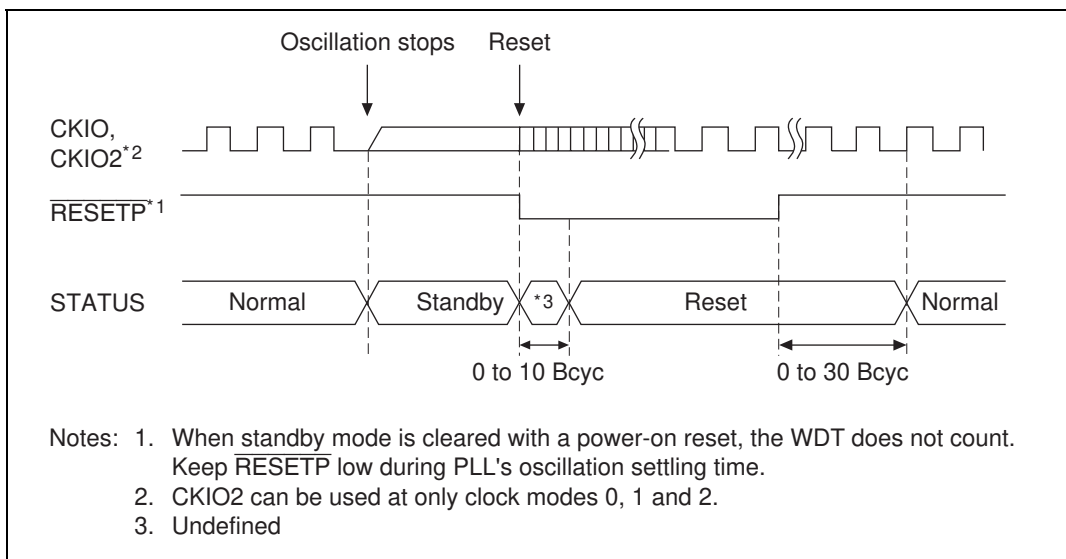 Oscillation stops Reset
CKIO,
CKIO2*2
RESETP*1
STATUS Normal Standby *3 Reset Normal
0 to 10 Bcyc 0 to 30 Bcyc
Notes: 1. When standby mode is cleared with a power-on reset, the WDT does not count.
Keep RESETP low during PLL's oscillation settling time.
2. CKIO2 can be used at only clock modes 0, 1 and 2.
3. Undefined